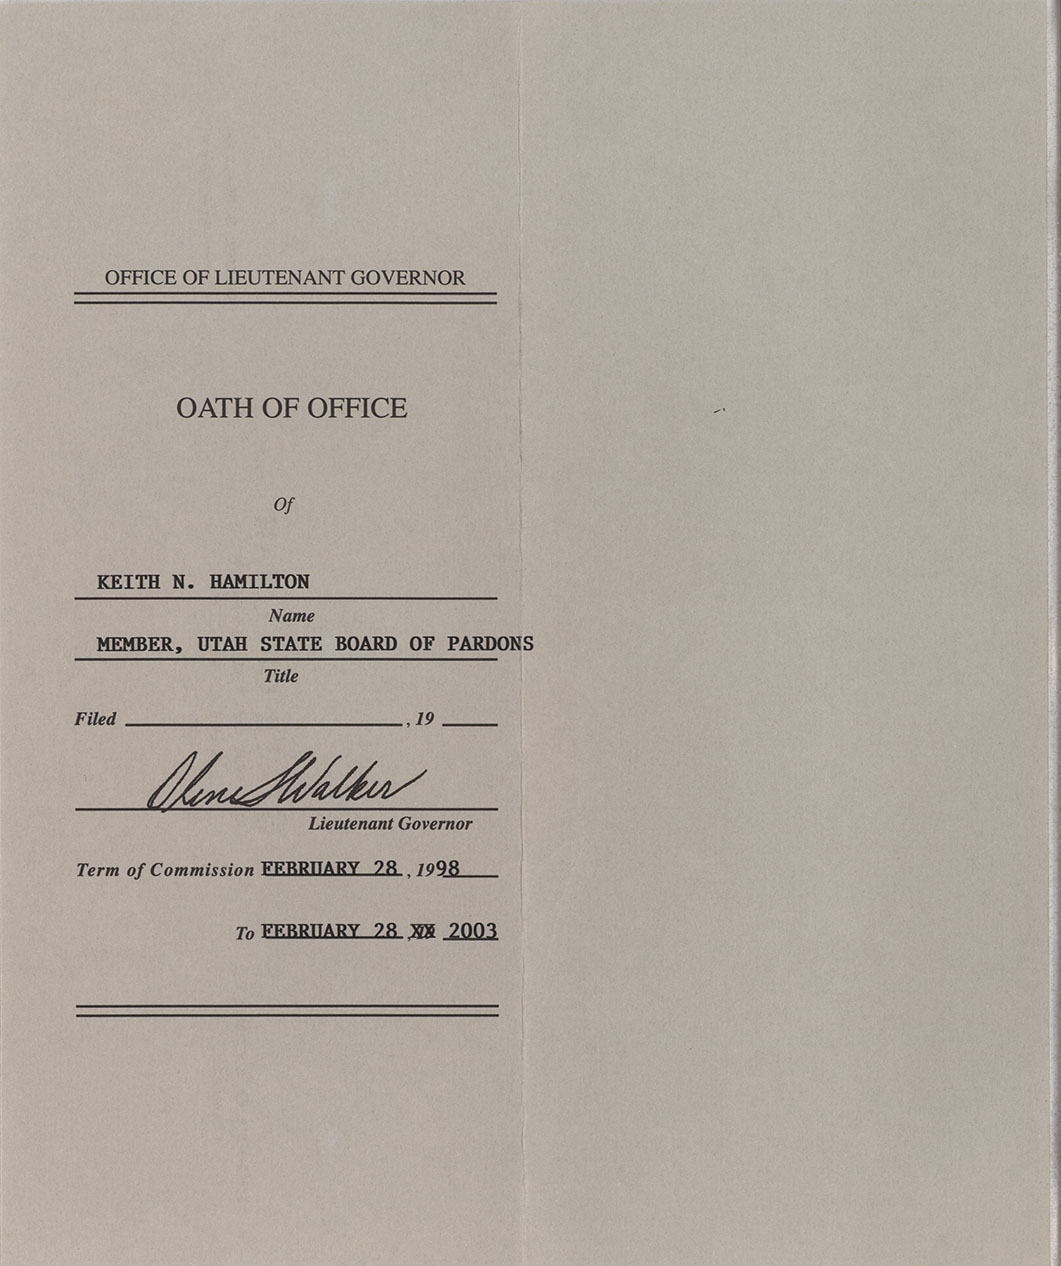 OFFICE OF LIEUTENANT GOVERNOR
OATH OF OFFICE
Of
KEITH N. HAMILTON
Name
MEMBER, UTAH STATE BOARD OF PARDONS
Title
Filed , 19
Olene S Walker
Lieutenant Governor
Term of Commission FEBRUARY 28 , 1998
To FEBRUARY 28 , XX 2003